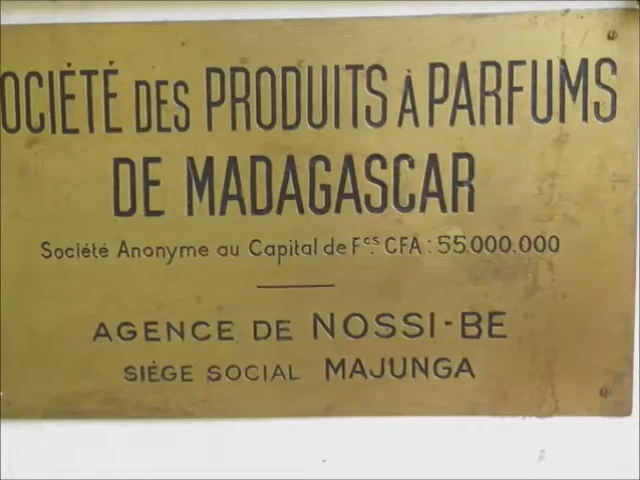 OCIÉTÉ DES PRODUITS À PARFUMS
DE MADAGASCAR
Société Anonyme au Capital de Fcs. CFA : 55.000.000
AGENCE DE NOSSI-BE
SIÈGE SOCIAL MAJUNGA